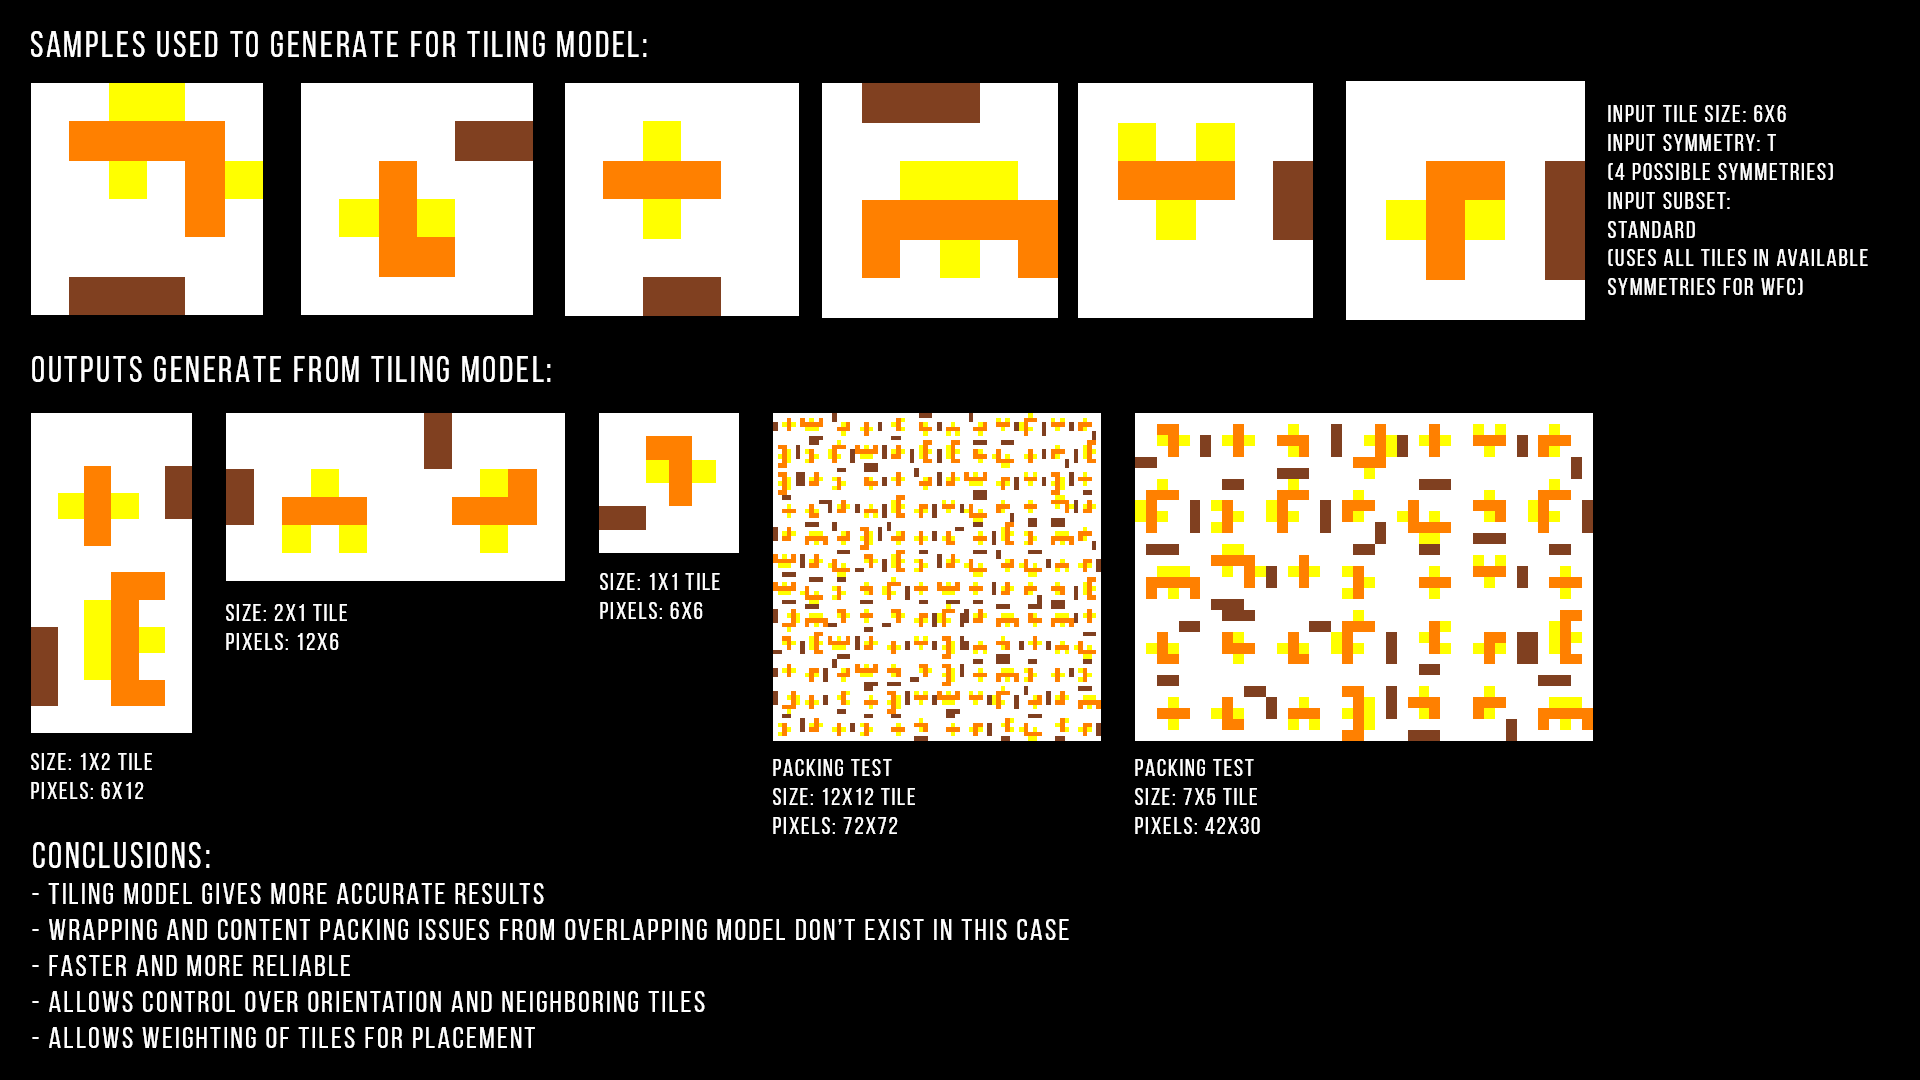 SAMPLES USED TO GENERATE FOR TILING MODEL:
INPUT TILE SIZE: 6X6
INPUT SYMMETRY: T
(4 POSSIBLE SYMMETRIES)
INPUT SUBSET:
STANDARD
(USES ALL TILES IN AVAILABLE
SYMMETRIES FOR WFC)
OUTPUTS GENERATE FROM TILING MODEL:
SIZE: 1X2 TILE
PIXELS: 6X12
SIZE: 2X1 TILE
PIXELS: 12X6
SIZE: 1X1 TILE
PIXELS: 6X6
PACKING TEST
SIZE: 12X12 TILE
PIXELS: 72X72
PACKING TEST
SIZE: 7X5 TILE
PIXELS: 42X30
CONCLUSIONS:
- TILING MODEL GIVES MORE ACCURATE RESULTS
- WRAPPING AND CONTENT PACKING ISSUES FROM OVERLAPPING MODEL DON'T EXIST IN THIS CASE
- FASTER AND MORE RELIABLE
- ALLOWS CONTROL OVER ORIENTATION AND NEIGHBORING TILES
- ALLOWS WEIGHTING OF TILES FOR PLACEMENT